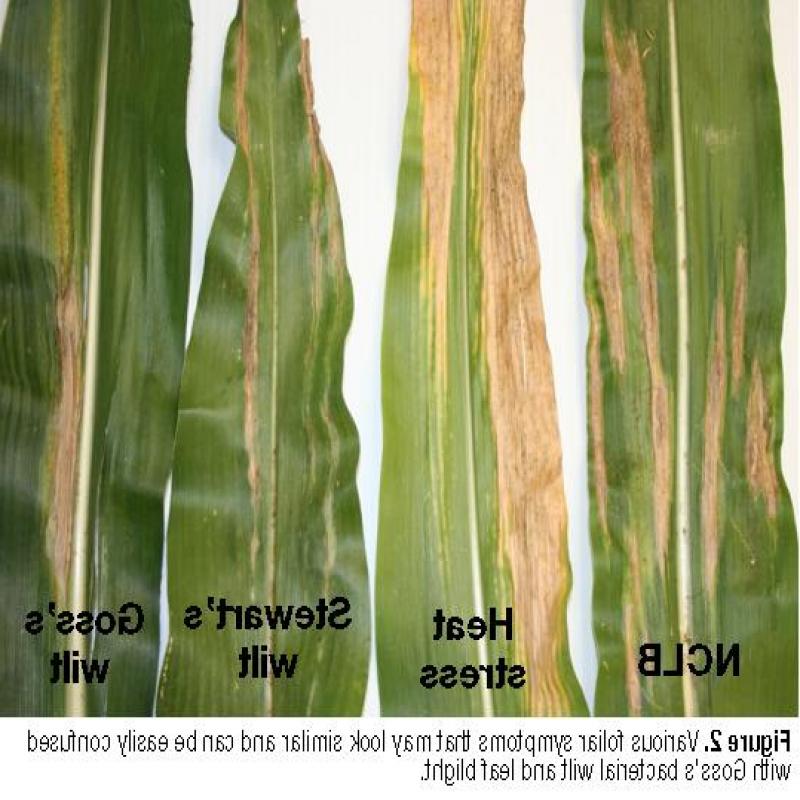 NCLB
Heat
stress
Stewart's
wilt
Goss's
wilt
Figure 2. Various foliar symptoms that may look similar and can be easily confused
with Goss's bacterial wilt and leaf blight.